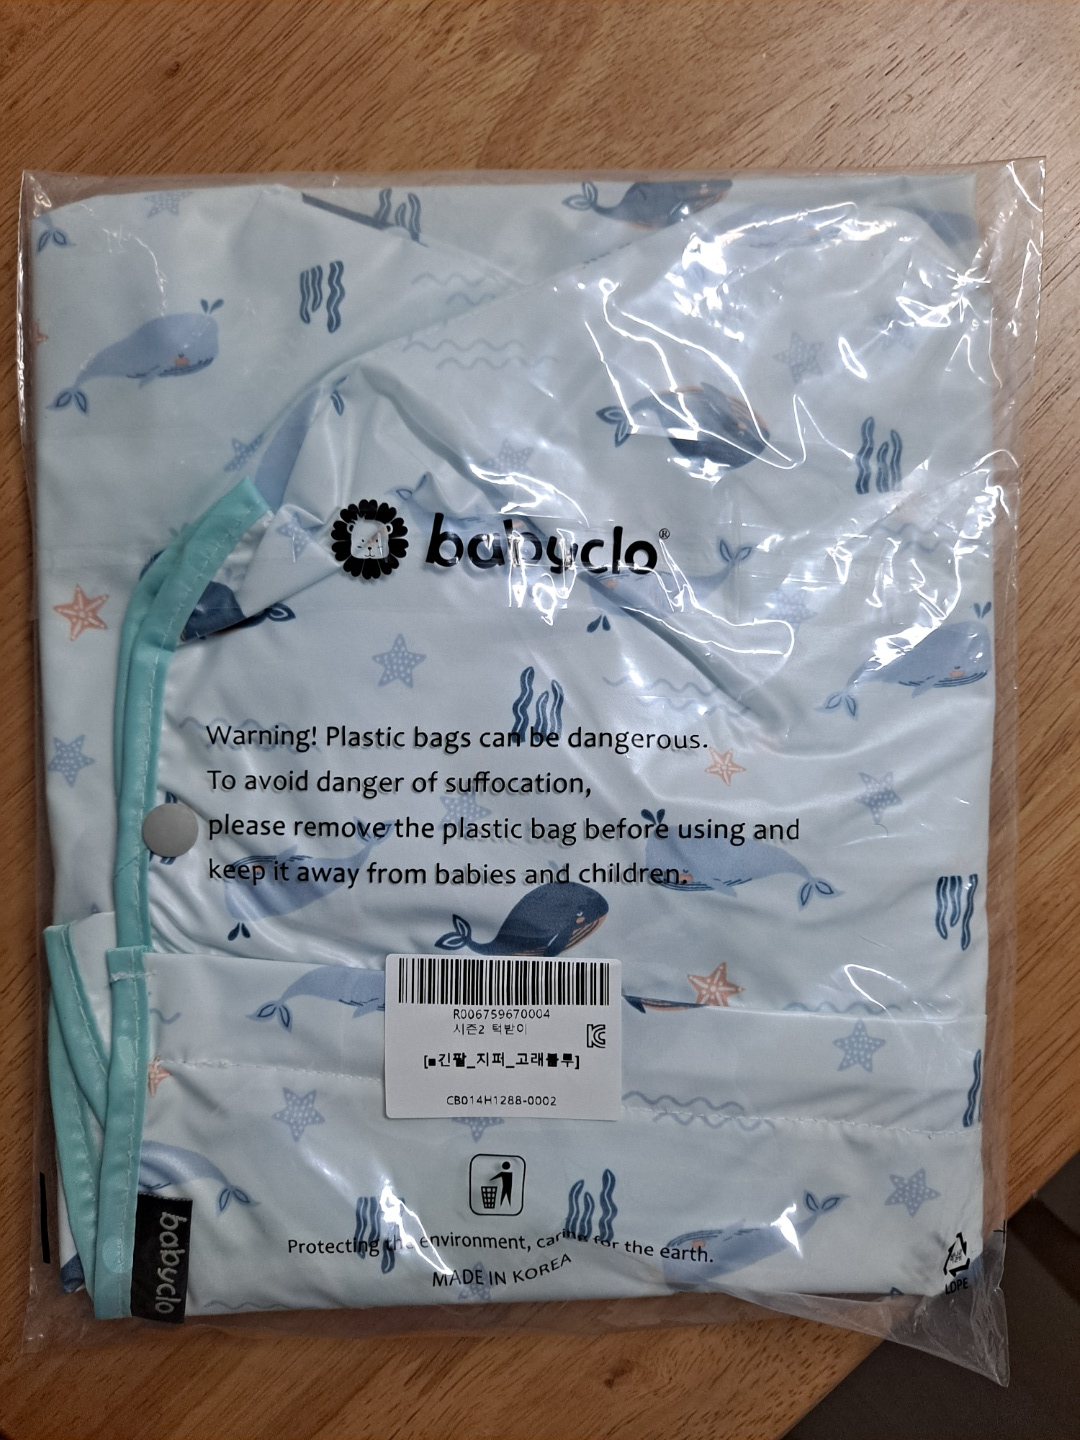 babyclo®
Warning! Plastic bags can be dangerous.
To avoid danger of suffocation,
please remove the plastic bag before using and
keep it away from babies and children.
R006759670004
시즌2 턱받이
[■긴팔_지퍼_고래블루]
CB014H1288-0002
Protecting the environment, caring for the earth.
MADE IN KOREA
babyclo
LDPE